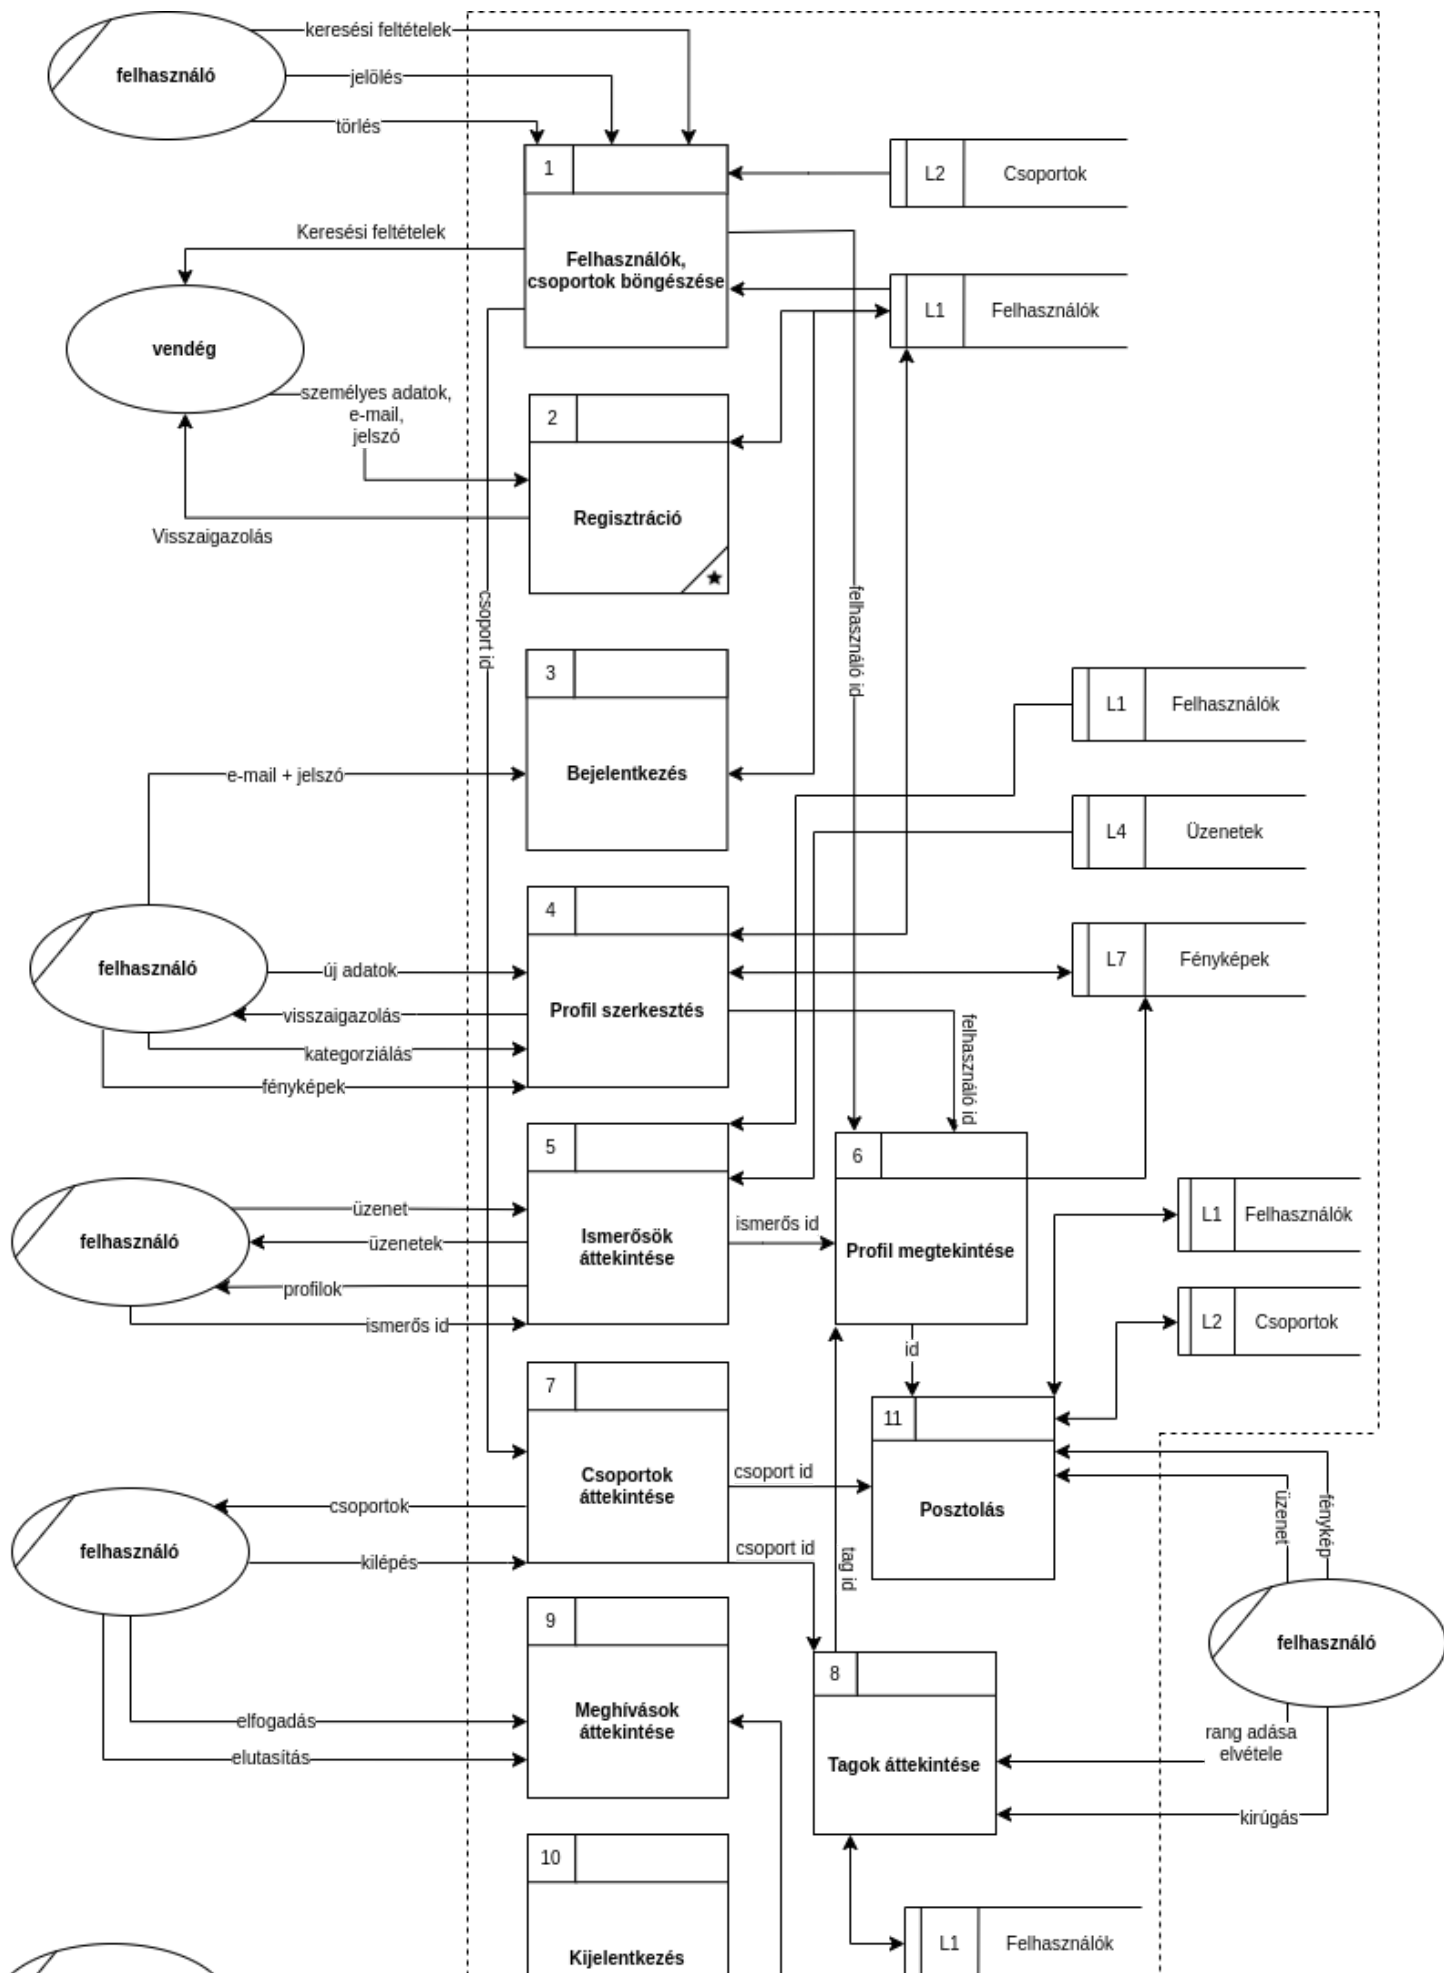 keresési feltételek
felhasználó
jelölés
törlés
1
L2
Csoportok
Keresési feltételek
Felhasználók,
csoportok böngészése
L1
Felhasználók
vendég
személyes adatok,
e-mail,
jelszó
2
Regisztráció
Visszaigazolás
csoport id
felhasználó id
3
L1
Felhasználók
e-mail + jelszó
Bejelentkezés
L4
Üzenetek
4
felhasználó
új adatok
L7
Fényképek
Profil szerkesztés
visszaigazolás
kategorziálás
felhasználó id
fényképek
5
6
üzenet
ismerős id
L1
Felhasználók
felhasználó
üzenetek
Ismerősök
áttekintése
Profil megtekintése
profilok
ismerős id
L2
Csoportok
id
7
11
csoport id
Csoportok
áttekintése
csoportok
Posztolás
üzenet
fénykép
felhasználó
kilépés
csoport id
tag id
9
felhasználó
8
Meghívások
áttekintése
elfogadás
elutasítás
rang adása
elvétele
Tagok áttekintése
kirúgás
10
Kijelentkezés
L1
Felhasználók